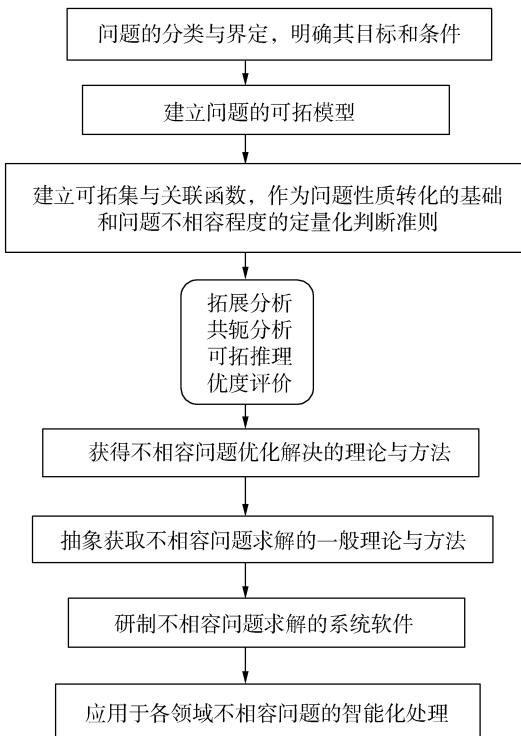 问题的分类与界定，明确其目标和条件
建立问题的可拓模型
建立可拓集与关联函数，作为问题性质转化的基础
和问题不相容程度的定量化判断准则
拓展分析
共轭分析
可拓推理
优度评价
获得不相容问题优化解决的理论与方法
抽象获取不相容问题求解的一般理论与方法
研制不相容问题求解的系统软件
应用于各领域不相容问题的智能化处理